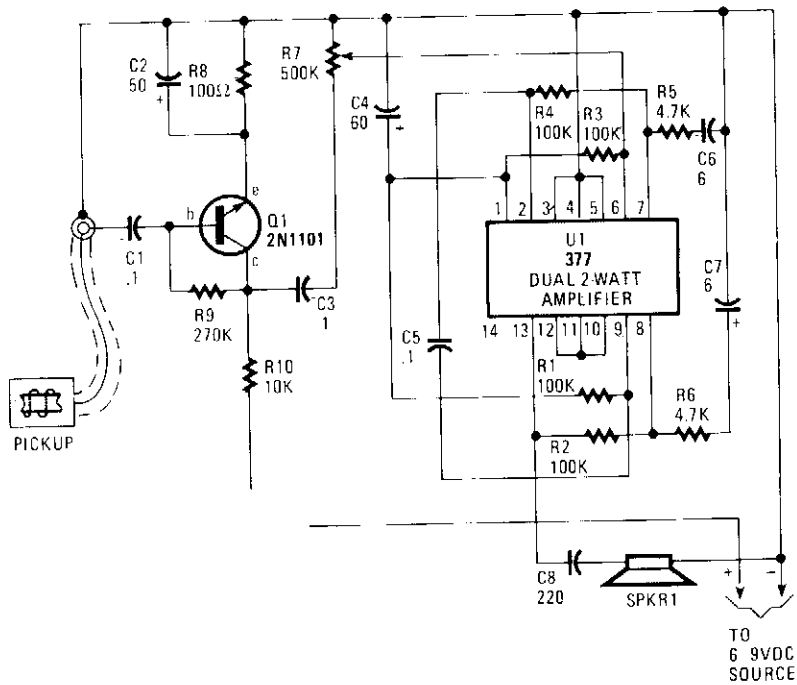 C2
50
+
R8
100Ω
R7
500K
C4
60
+
R4
100K
R3
100K
R5
4.7K
C6
6
e
b
c
Q1
2N1101
C1
.1
R9
270K
C3
1
R10
10K
PICKUP
1 2 3 4 5 6 7
U1
377
DUAL 2-WATT
AMPLIFIER
14 13 12 11 10 9 8
C7
6
+
C5
.1
R1
100K
R6
4.7K
R2
100K
C8
220
SPKR1
+ −
TO
6 9VDC
SOURCE